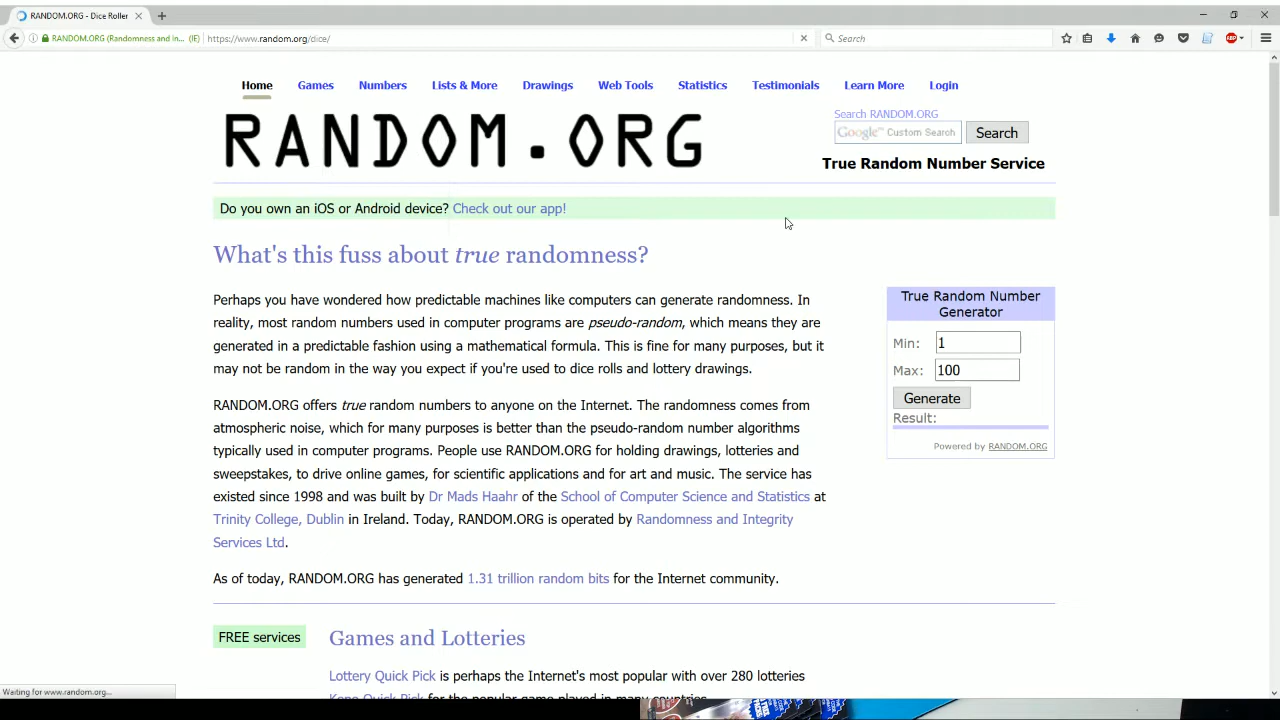 RANDOM.ORG - Dice Roller
RANDOM.ORG (Randomness and In... (IE) https://www.random.org/dice/ Search
Home Games Numbers Lists & More Drawings Web Tools Statistics Testimonials Learn More Login
RANDOM.ORG
Search RANDOM.ORG
Google™ Custom Search Search
True Random Number Service
Do you own an iOS or Android device? Check out our app!
What's this fuss about true randomness?
Perhaps you have wondered how predictable machines like computers can generate randomness. In
reality, most random numbers used in computer programs are pseudo-random, which means they are
generated in a predictable fashion using a mathematical formula. This is fine for many purposes, but it
may not be random in the way you expect if you're used to dice rolls and lottery drawings.
RANDOM.ORG offers true random numbers to anyone on the Internet. The randomness comes from
atmospheric noise, which for many purposes is better than the pseudo-random number algorithms
typically used in computer programs. People use RANDOM.ORG for holding drawings, lotteries and
sweepstakes, to drive online games, for scientific applications and for art and music. The service has
existed since 1998 and was built by Dr Mads Haahr of the School of Computer Science and Statistics at
Trinity College, Dublin in Ireland. Today, RANDOM.ORG is operated by Randomness and Integrity
Services Ltd.
As of today, RANDOM.ORG has generated 1.31 trillion random bits for the Internet community.
True Random Number
Generator
Min: 1
Max: 100
Generate
Result:
Powered by RANDOM.ORG
FREE services
Games and Lotteries
Lottery Quick Pick is perhaps the Internet's most popular with over 280 lotteries
Keno Quick Pick for the popular game played in many countries
Waiting for www.random.org...